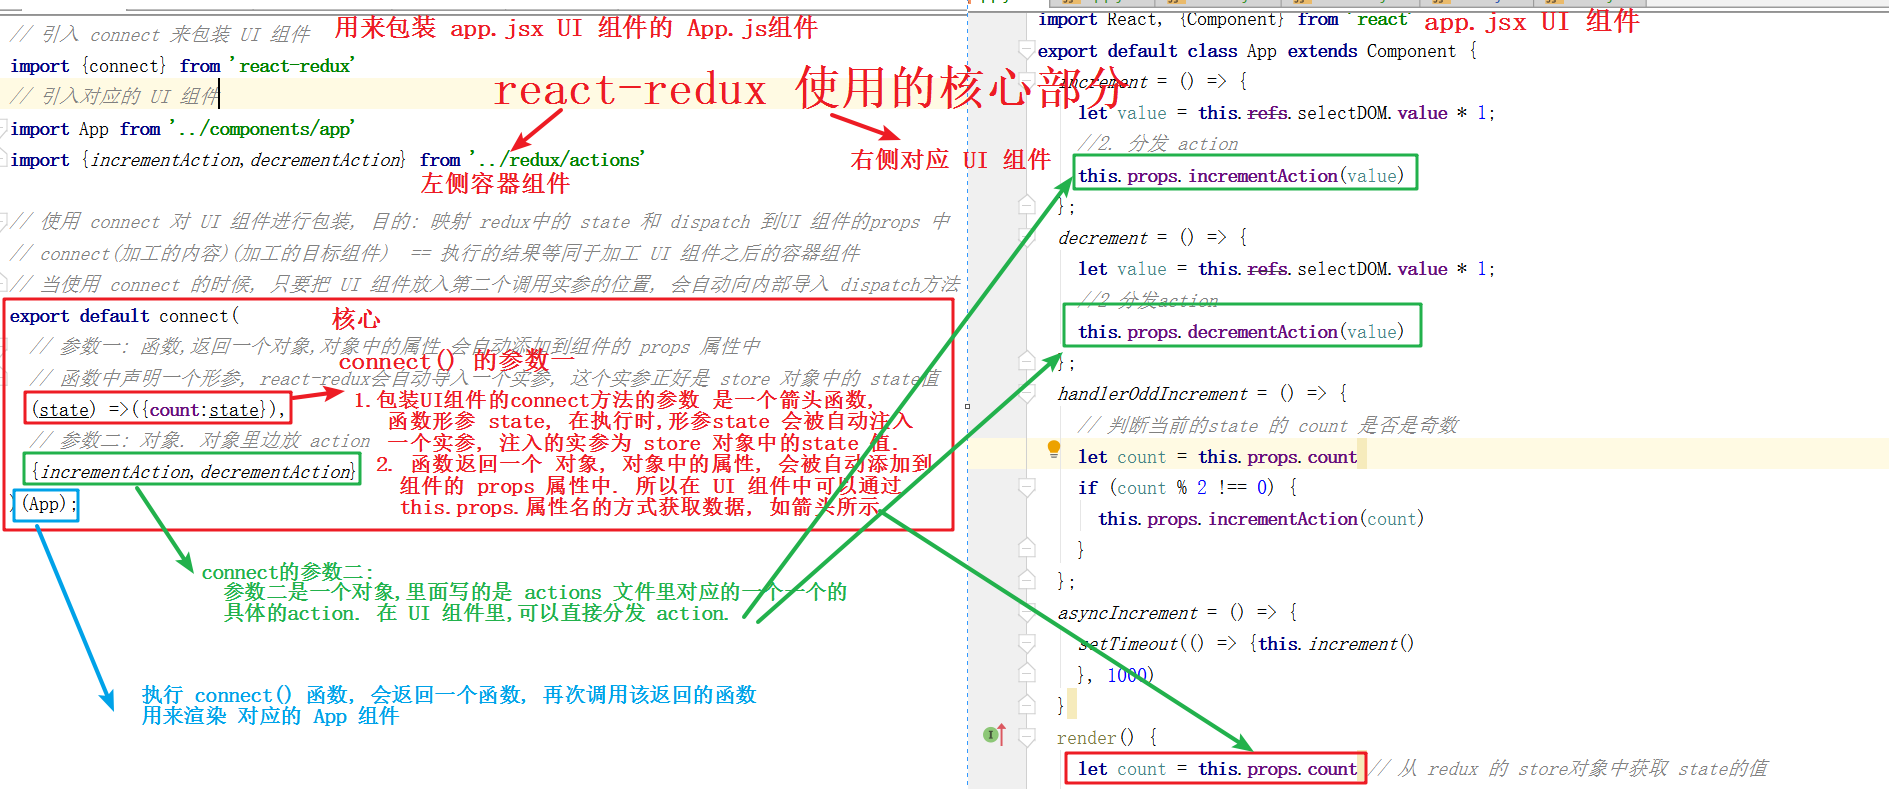 // 引入 connect 来包装 UI 组件
用来包装 app.jsx UI 组件的 App.js组件
import {connect} from 'react-redux'
// 引入对应的 UI 组件
react-redux 使用的核心部分
import App from '../components/app'
import {incrementAction,decrementAction} from '../redux/actions'
左侧容器组件
右侧对应 UI 组件
// 使用 connect 对 UI 组件进行包装, 目的: 映射 redux中的 state 和 dispatch 到UI 组件的props 中
// connect(加工的内容)(加工的目标组件) == 执行的结果等同于加工 UI 组件之后的容器组件
// 当使用 connect 的时候, 只要把 UI 组件放入第二个调用实参的位置, 会自动向内部导入 dispatch方法
export default connect(
核心
// 参数一: 函数,返回一个对象,对象中的属性,会自动添加到组件的 props 属性中
connect() 的参数一
// 函数中声明一个形参, react-redux会自动导入一个实参, 这个实参正好是 store 对象中的 state值
(state) =>({count:state}),
1.包装UI组件的connect方法的参数 是一个箭头函数,
函数形参 state, 在执行时,形参state 会被自动注入
一个实参, 注入的实参为 store 对象中的state 值.
// 参数二: 对象. 对象里边放 action
{incrementAction,decrementAction}
2. 函数返回一个 对象, 对象中的属性, 会被自动添加到
组件的 props 属性中. 所以在 UI 组件中可以通过
this.props.属性名的方式获取数据, 如箭头所示.
)(App);
connect的参数二:
参数二是一个对象,里面写的是 actions 文件里对应的一个一个的
具体的action. 在 UI 组件里,可以直接分发 action.
执行 connect() 函数, 会返回一个函数, 再次调用该返回的函数
用来渲染 对应的 App 组件
import React, {Component} from 'react'
app.jsx UI 组件
export default class App extends Component {
increment = () => {
let value = this.refs.selectDOM.value * 1;
//2. 分发 action
this.props.incrementAction(value)
};
decrement = () => {
let value = this.refs.selectDOM.value * 1;
//2 分发action
this.props.decrementAction(value)
};
handlerOddIncrement = () => {
// 判断当前的state 的 count 是否是奇数
let count = this.props.count
if (count % 2 !== 0) {
this.props.incrementAction(count)
}
};
asyncIncrement = () => {
setTimeout(() => {this.increment()
}, 1000)
}
render() {
let count = this.props.count // 从 redux 的 store对象中获取 state的值